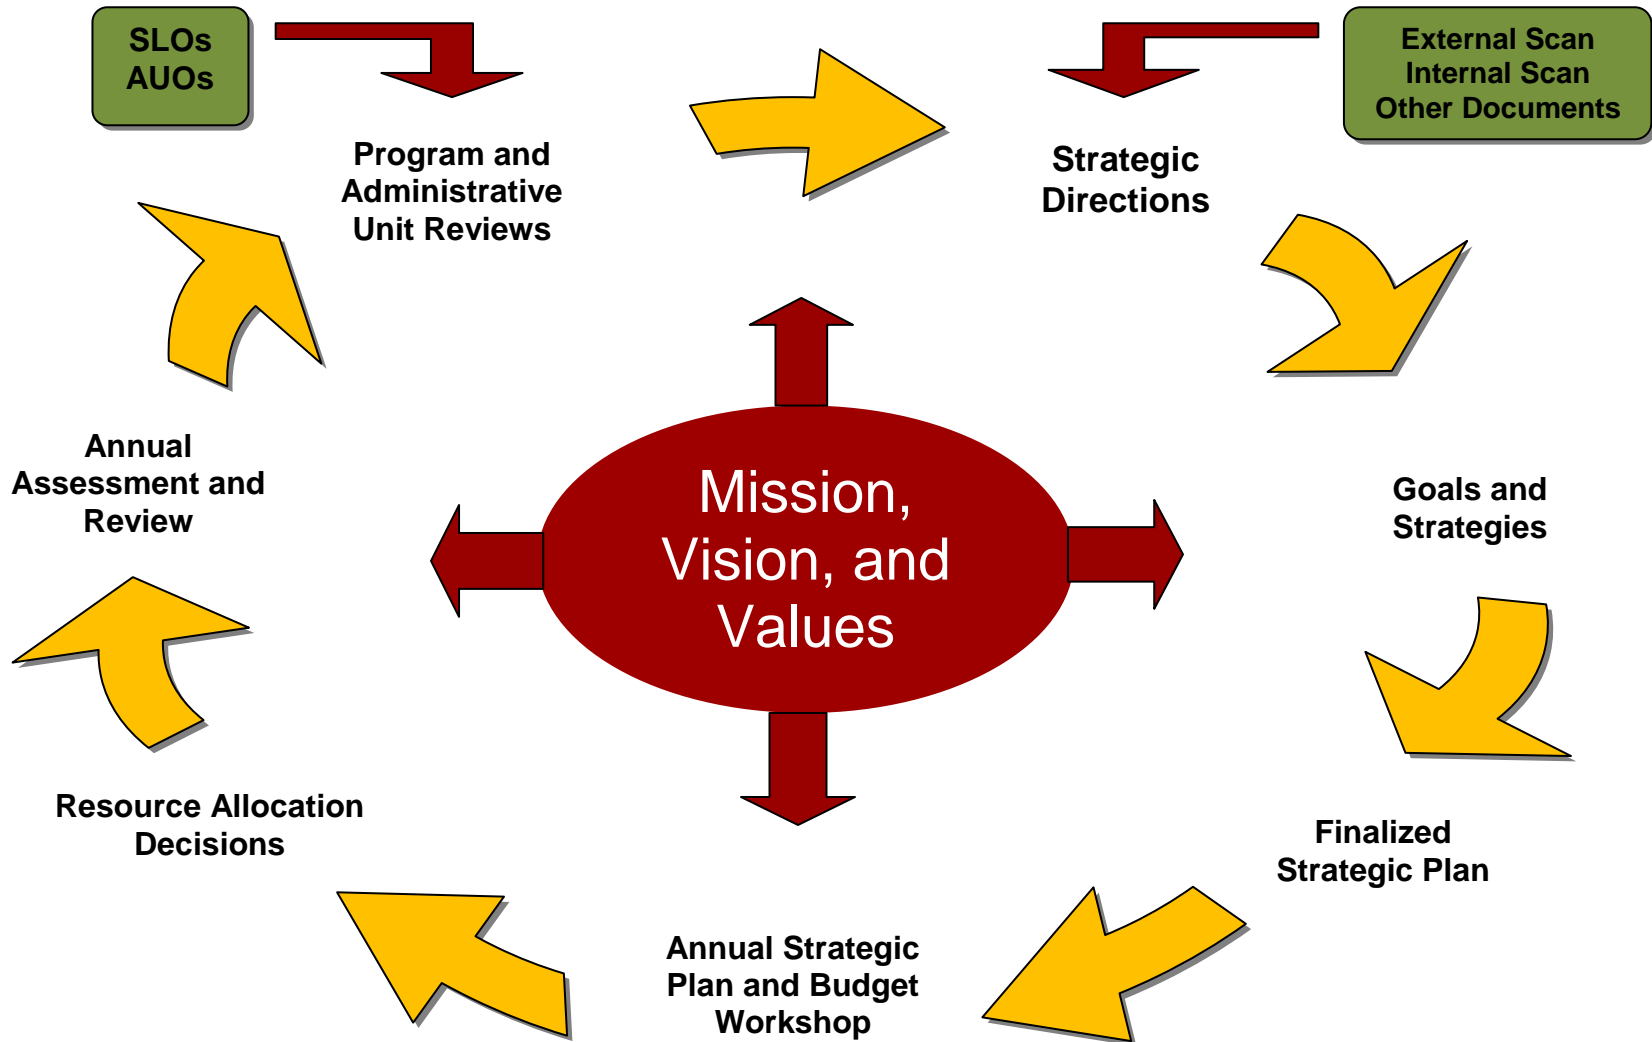 SLOs
AUOs
External Scan
Internal Scan
Other Documents
Program and
Administrative
Unit Reviews
Strategic
Directions
Annual
Assessment and
Review
Mission,
Vision, and
Values
Goals and
Strategies
Resource Allocation
Decisions
Finalized
Strategic Plan
Annual Strategic
Plan and Budget
Workshop